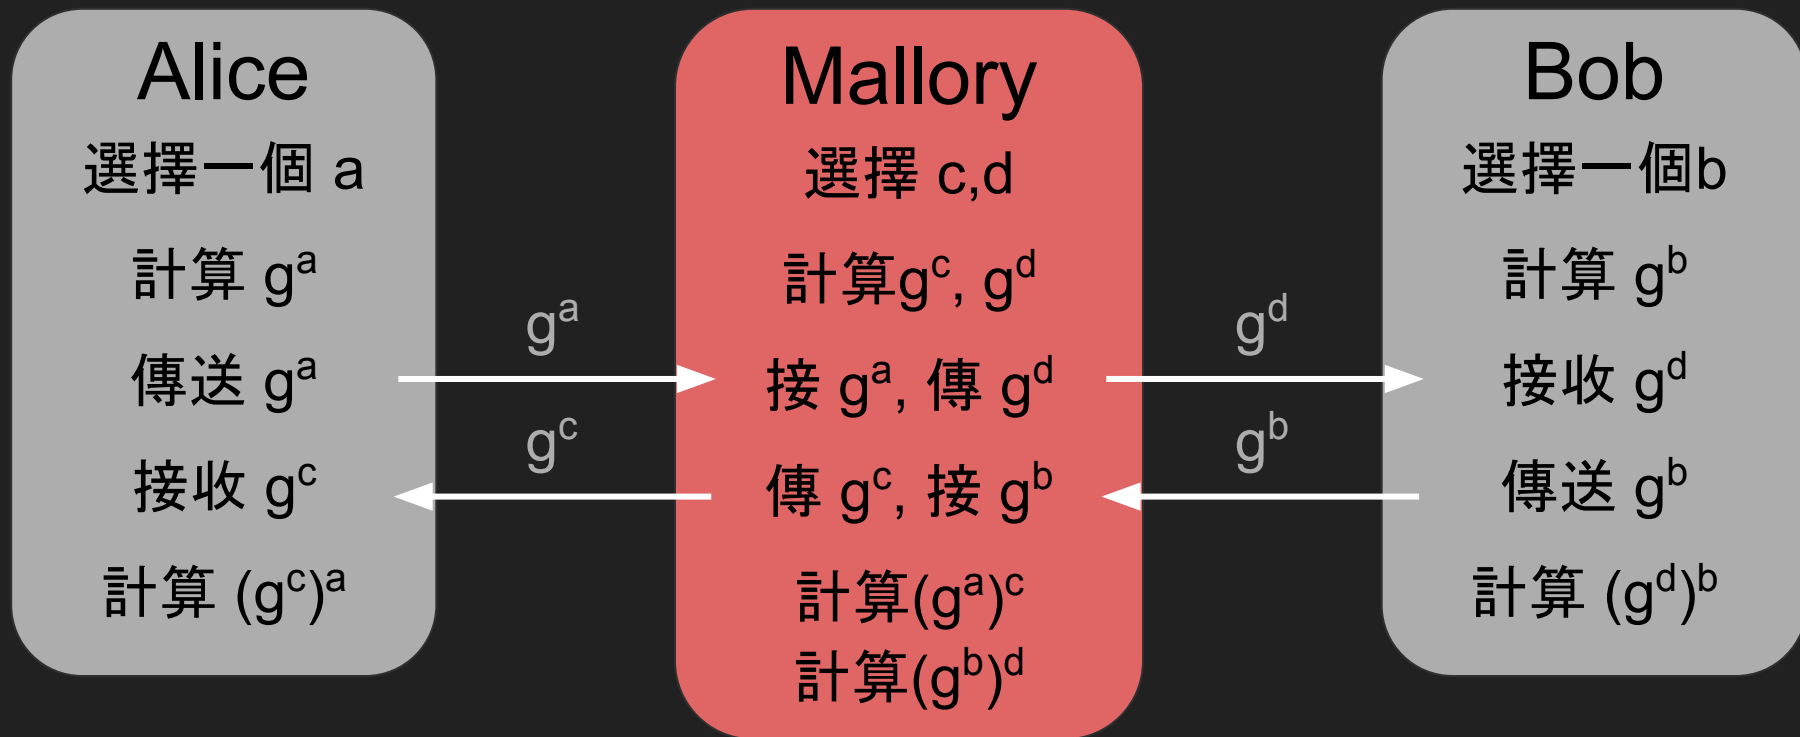 Alice
選擇一個 a
計算 gᵃ
傳送 gᵃ
接收 gᶜ
計算 (gᶜ)ᵃ
gᵃ
gᶜ
Mallory
選擇 c,d
計算gᶜ, gᵈ
接 gᵃ, 傳 gᵈ
傳 gᶜ, 接 gᵇ
計算(gᵃ)ᶜ
計算(gᵇ)ᵈ
gᵈ
gᵇ
Bob
選擇一個b
計算 gᵇ
接收 gᵈ
傳送 gᵇ
計算 (gᵈ)ᵇ